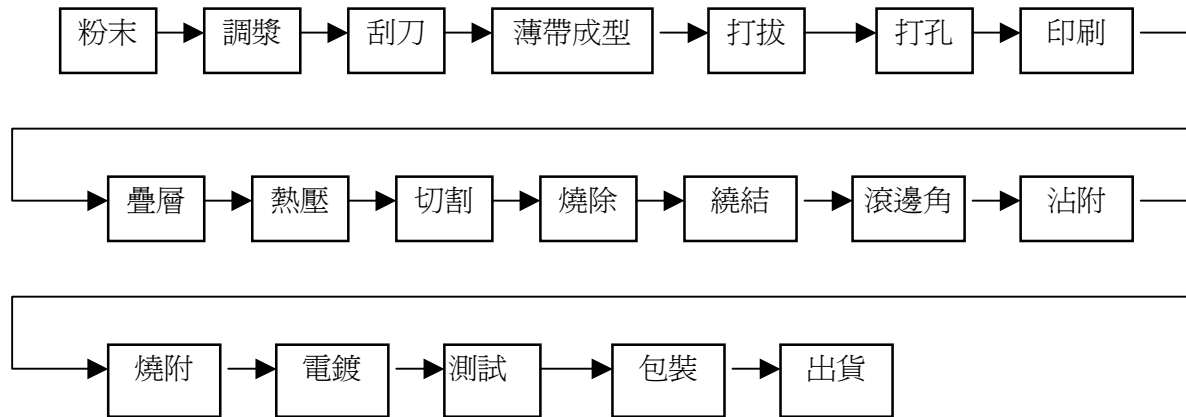 粉末 調漿 刮刀 薄帶成型 打拔 打孔 印刷
疊層 熱壓 切割 燒除 繞結 滾邊角 沾附
燒附 電鍍 測試 包裝 出貨